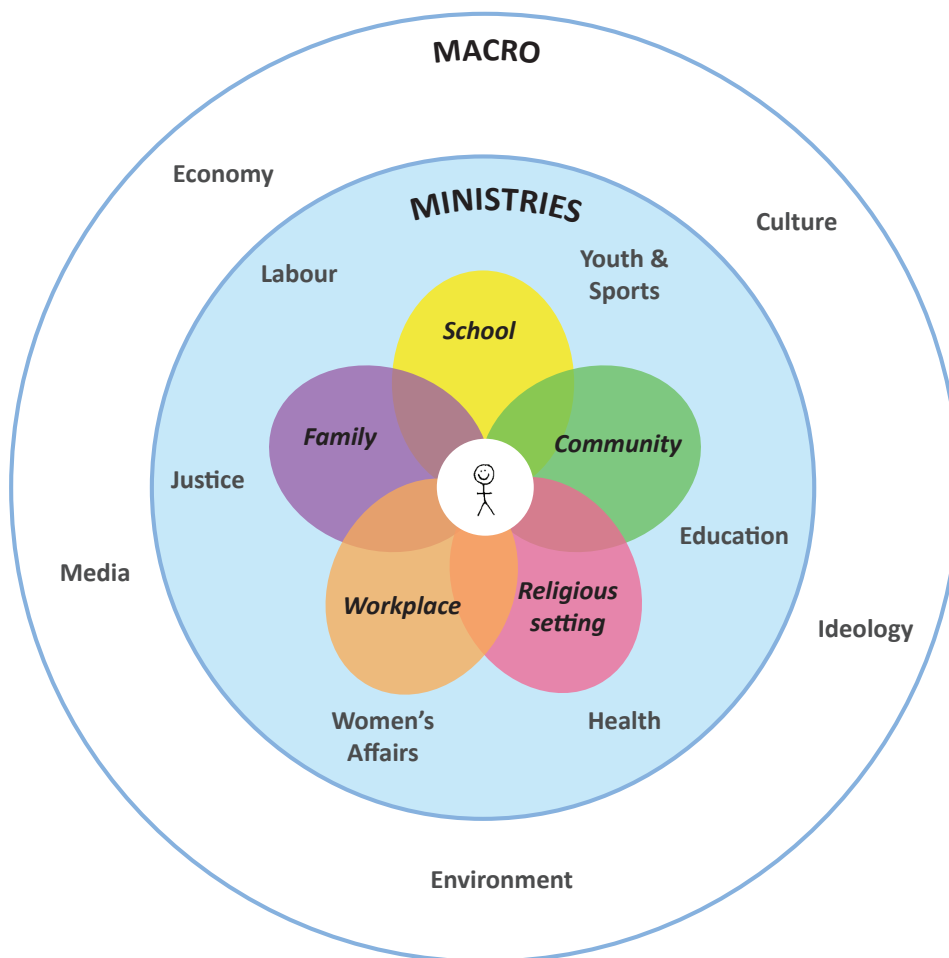 MACRO
Economy
Culture
MINISTRIES
Labour
Youth &
Sports
School
Family
Community
Justice
Education
Media
Workplace
Religious
setting
Ideology
Women’s
Affairs
Health
Environment